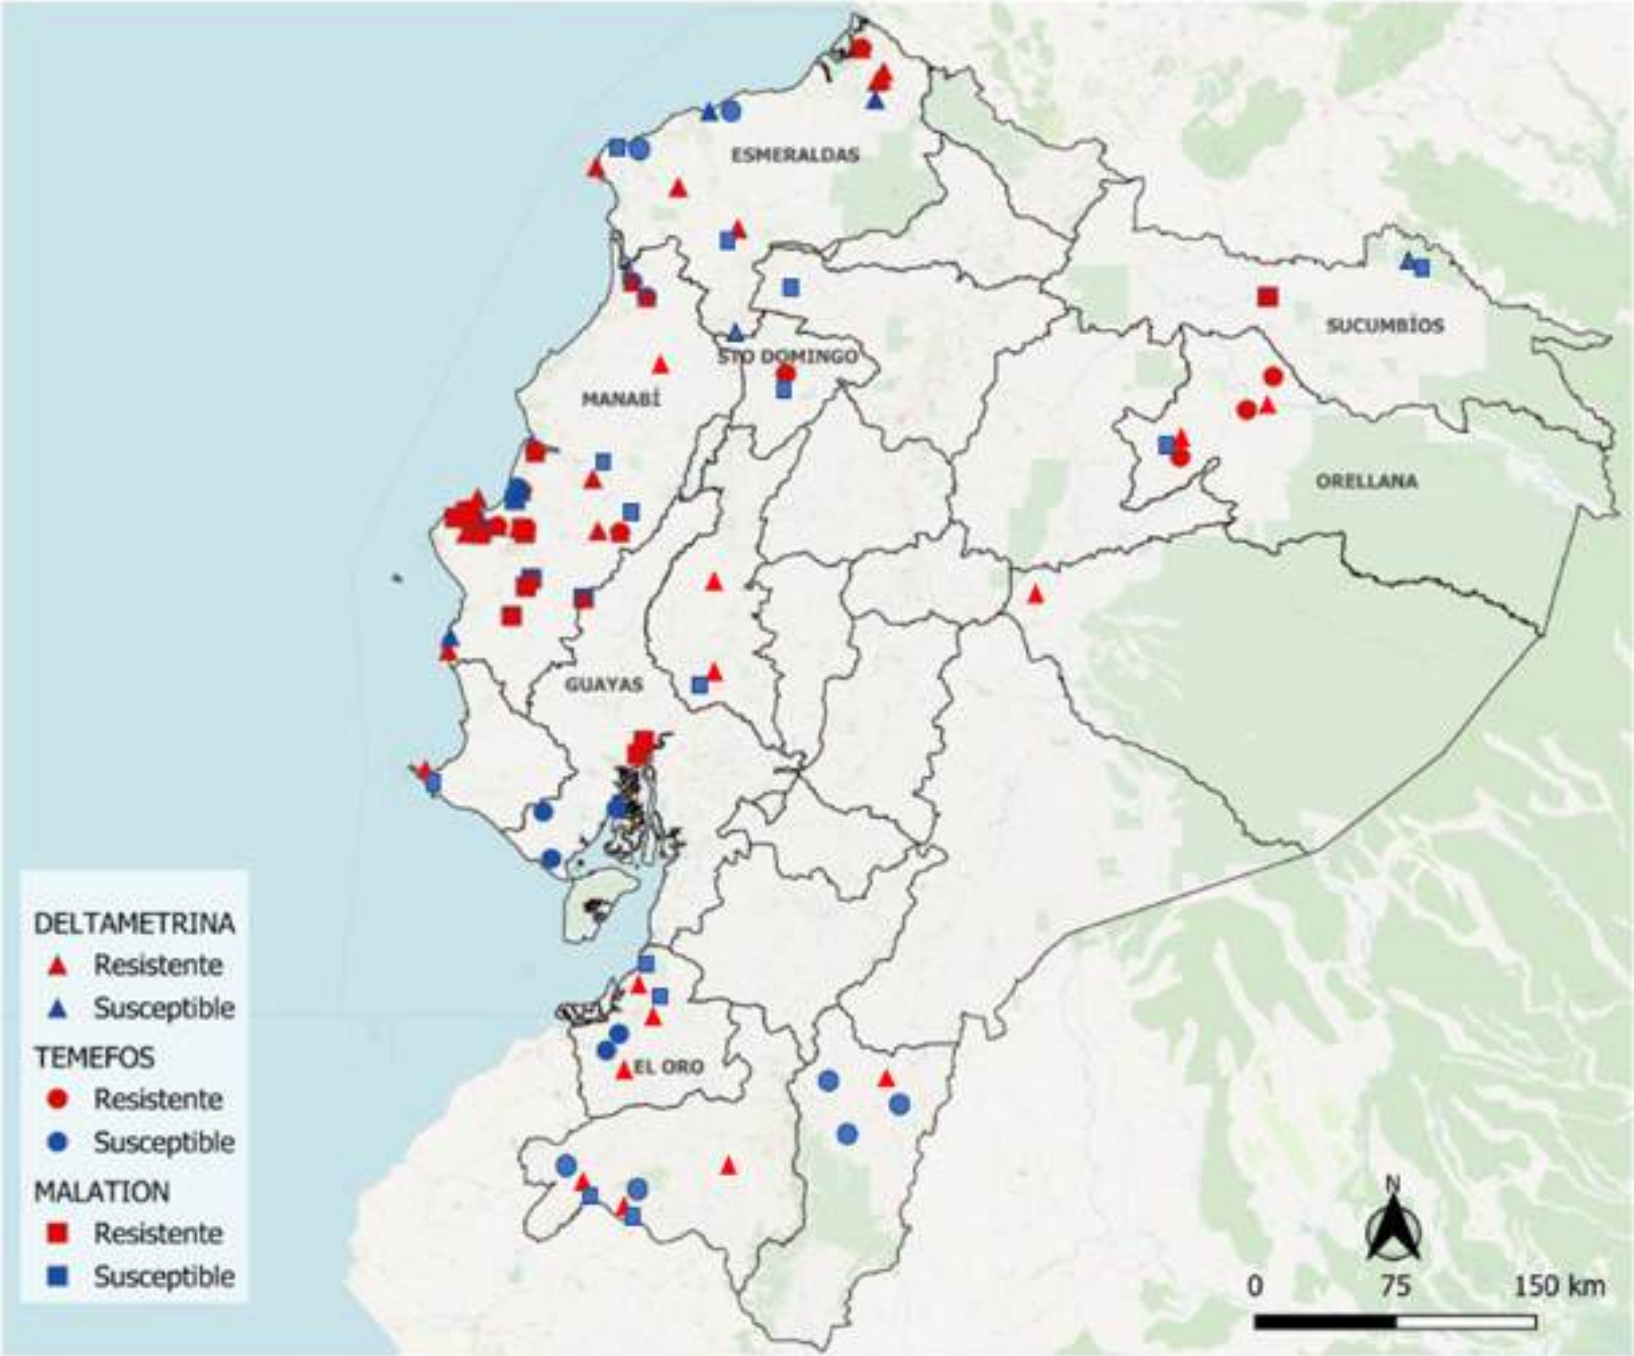 ESMERALDAS
SUCUMBÍOS
STO DOMINGO
MANABÍ
ORELLANA
GUAYAS
EL ORO
DELTAMETRINA
Resistente
Susceptible
TEMEFOS
Resistente
Susceptible
MALATION
Resistente
Susceptible
N
0 75 150 km